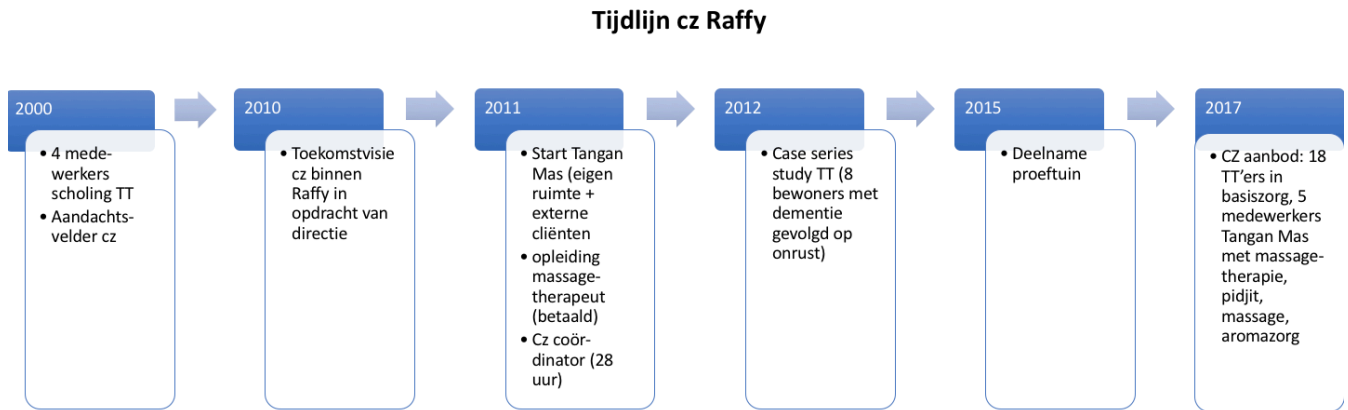 Tijdlijn cz Raffy
2000
• 4 mede-
werkers
scholing TT
• Aandachts-
velder cz
2010
• Toekomstvisie
cz binnen
Raffy in
opdracht van
directie
2011
• Start Tangan
Mas (eigen
ruimte +
externe
cliënten
• opleiding
massage-
therapeut
(betaald)
• Cz coör-
dinator (28
uur)
2012
• Case series
study TT (8
bewoners met
dementie
gevolgd op
onrust)
2015
• Deelname
proeftuin
2017
• CZ aanbod: 18
TT'ers in
basiszorg, 5
medewerkers
Tangan Mas
met massage-
therapie,
pidjit,
massage,
aromazorg